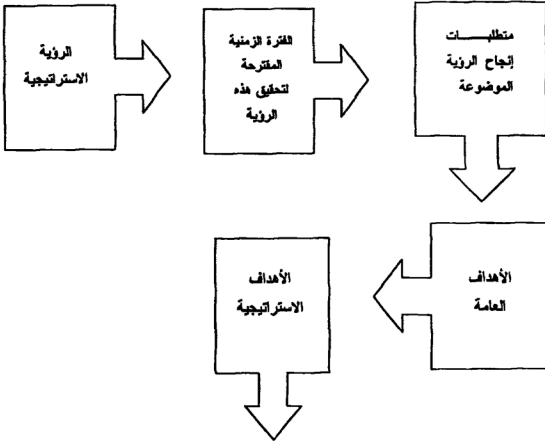 الرؤية
الاستراتيجية
الفترة الزمنية
المقترحة
لتحقيق هذه
الرؤية
متطلبـــــات
إنجاح الرؤية
الموضوعة
الأهداف
العامة
الأهداف
الاستراتيجية